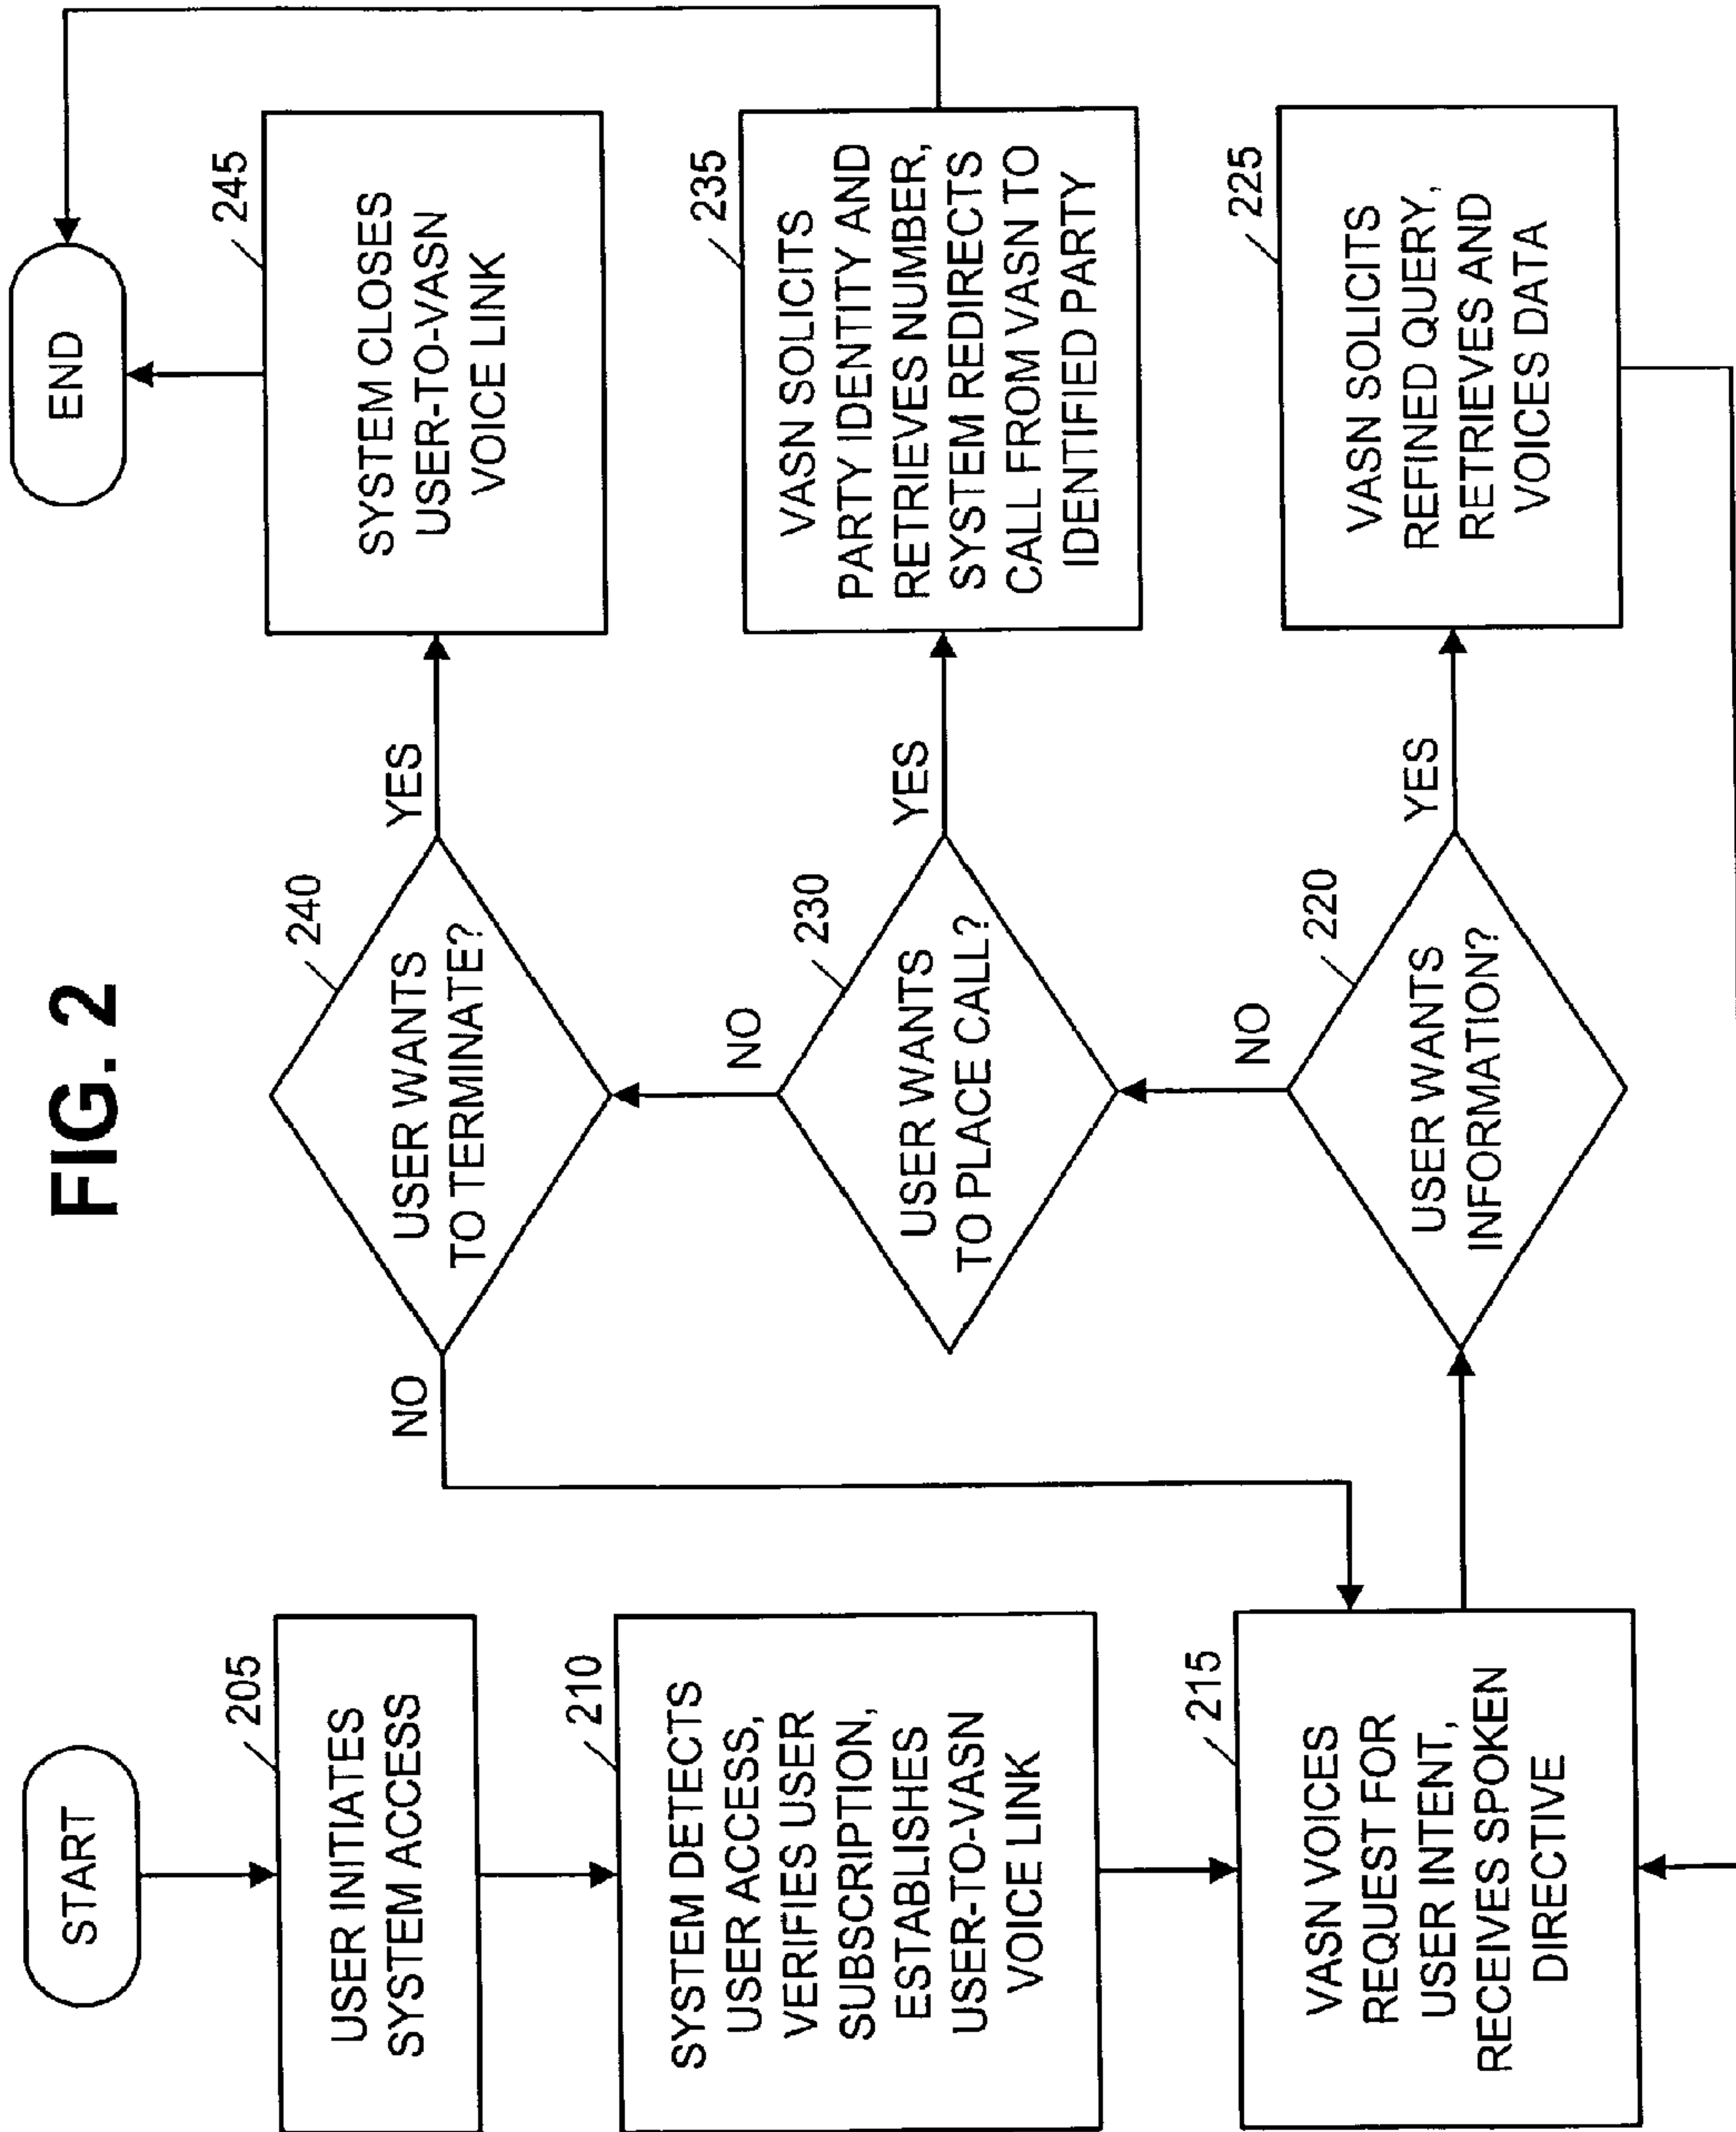 FIG. 2
START
205
USER INITIATES
SYSTEM ACCESS
210
SYSTEM DETECTS
USER ACCESS,
VERIFIES USER
SUBSCRIPTION,
ESTABLISHES
USER-TO-VASN
VOICE LINK
215
VASN VOICES
REQUEST FOR
USER INTENT,
RECEIVES SPOKEN
DIRECTIVE
NO
240
USER WANTS
TO TERMINATE?
YES
NO
230
USER WANTS
TO PLACE CALL?
YES
NO
220
USER WANTS
INFORMATION?
YES
END
245
SYSTEM CLOSES
USER-TO-VASN
VOICE LINK
235
VASN SOLICITS
PARTY IDENTITY AND
RETRIEVES NUMBER,
SYSTEM REDIRECTS
CALL FROM VASN TO
IDENTIFIED PARTY
225
VASN SOLICITS
REFINED QUERY,
RETRIEVES AND
VOICES DATA